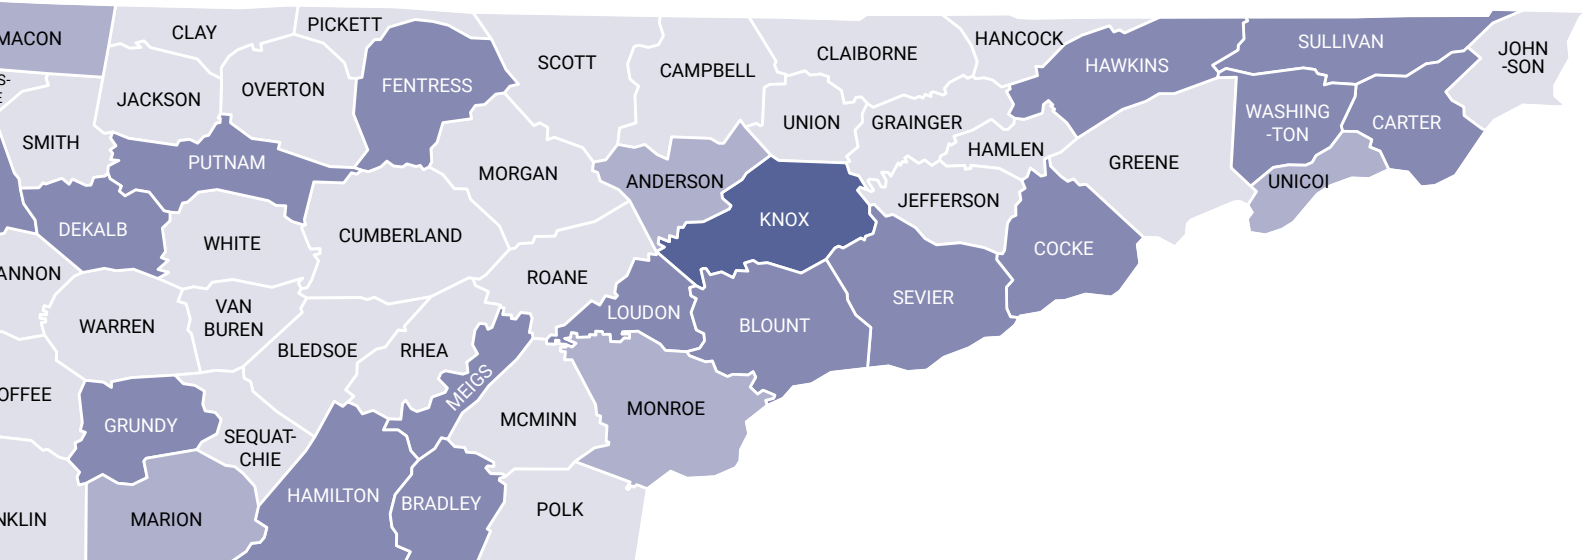 MACON
CLAY
PICKETT
SCOTT
CAMPBELL
CLAIBORNE
HANCOCK
HAWKINS
SULLIVAN
JOHN
-SON
S-
E
JACKSON
OVERTON
FENTRESS
UNION
GRAINGER
WASHING
-TON
CARTER
SMITH
PUTNAM
MORGAN
ANDERSON
HAMLEN
GREENE
UNICOI
DEKALB
WHITE
CUMBERLAND
KNOX
JEFFERSON
COCKE
ANNON
ROANE
WARREN
VAN
BUREN
LOUDON
BLOUNT
SEVIER
BLEDSOE
RHEA
MEIGS
OFFEE
GRUNDY
SEQUAT-
CHIE
MCMINN
MONROE
NKLIN
MARION
HAMILTON
BRADLEY
POLK